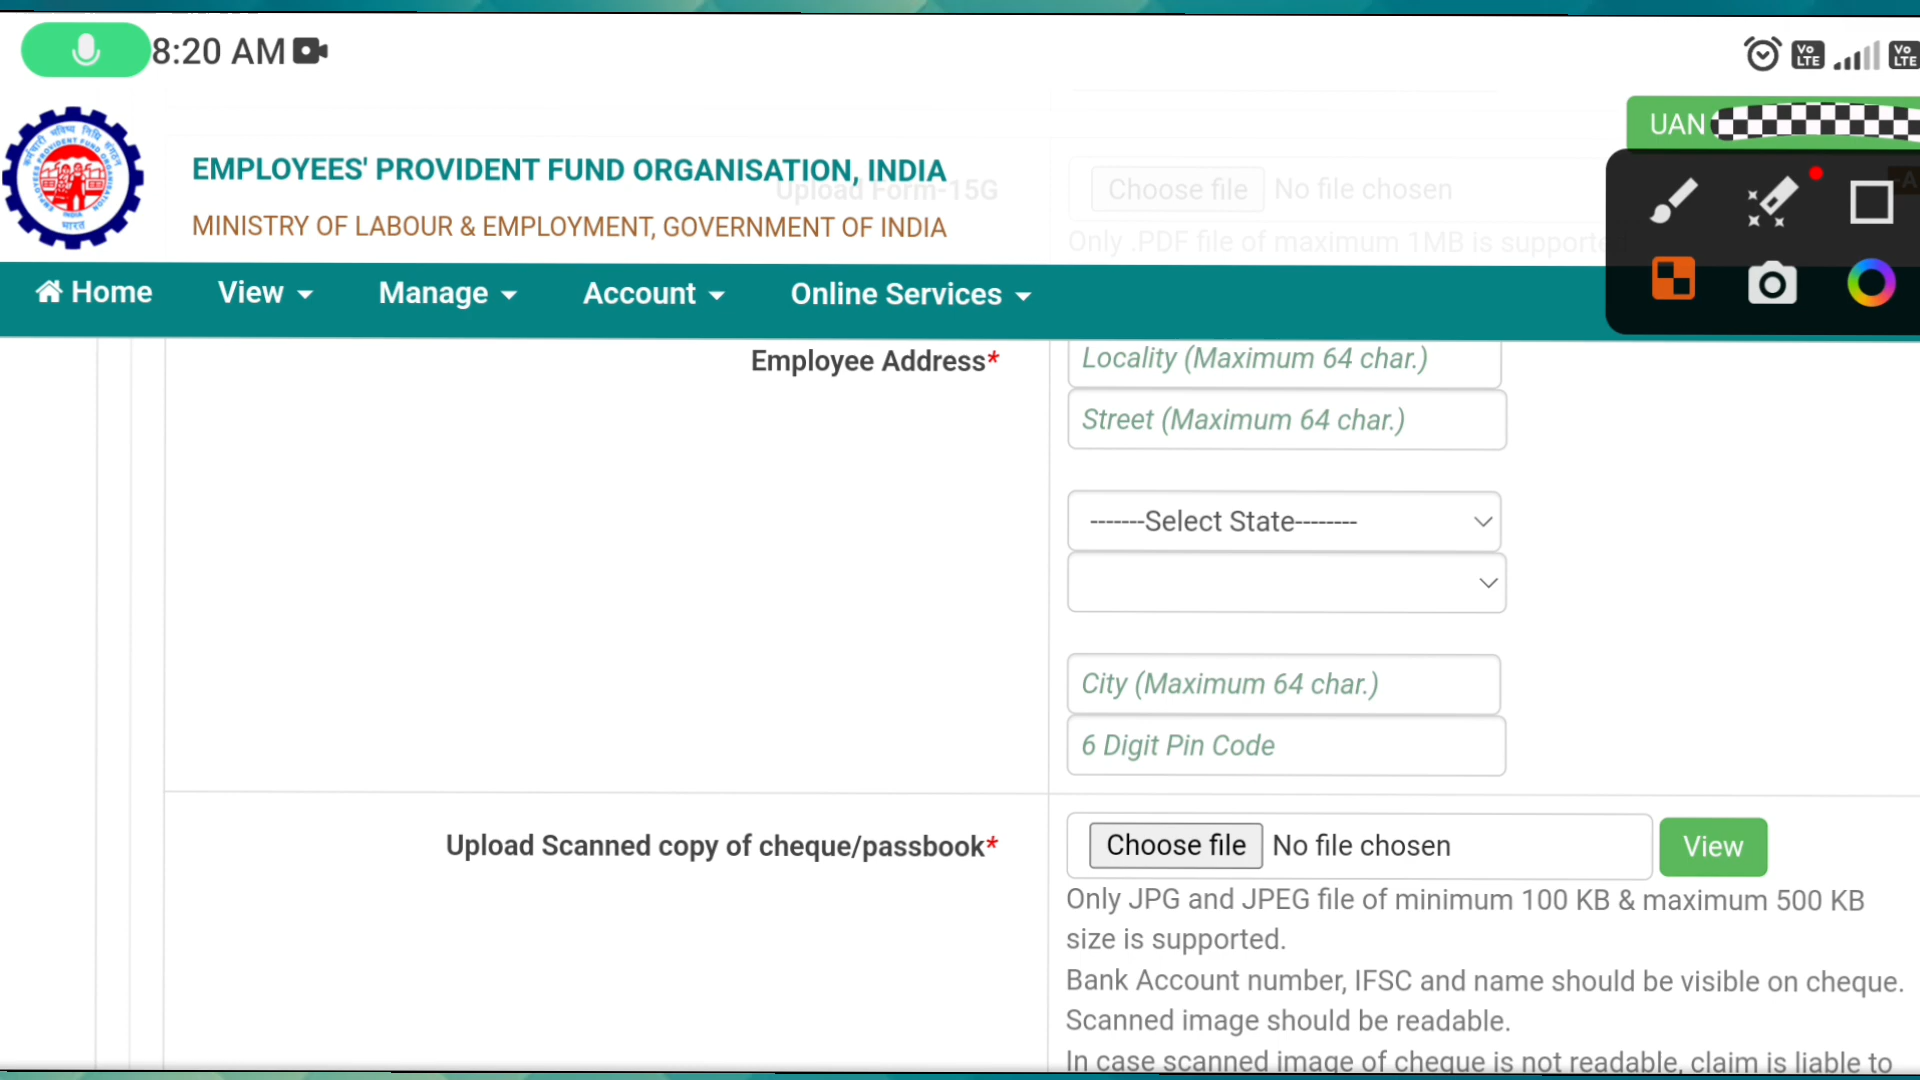 8:20 AM
Vo LTE
Vo LTE
UAN
EMPLOYEES' PROVIDENT FUND ORGANISATION, INDIA
Upload Form-15G
Choose file No file chosen
MINISTRY OF LABOUR & EMPLOYMENT, GOVERNMENT OF INDIA
Only .PDF file of maximum 1MB is supported
Home View Manage Account Online Services
Employee Address*
Locality (Maximum 64 char.)
Street (Maximum 64 char.)
-------Select State--------
City (Maximum 64 char.)
6 Digit Pin Code
Upload Scanned copy of cheque/passbook*
Choose file No file chosen View
Only JPG and JPEG file of minimum 100 KB & maximum 500 KB
size is supported.
Bank Account number, IFSC and name should be visible on cheque.
Scanned image should be readable.
In case scanned image of cheque is not readable, claim is liable to